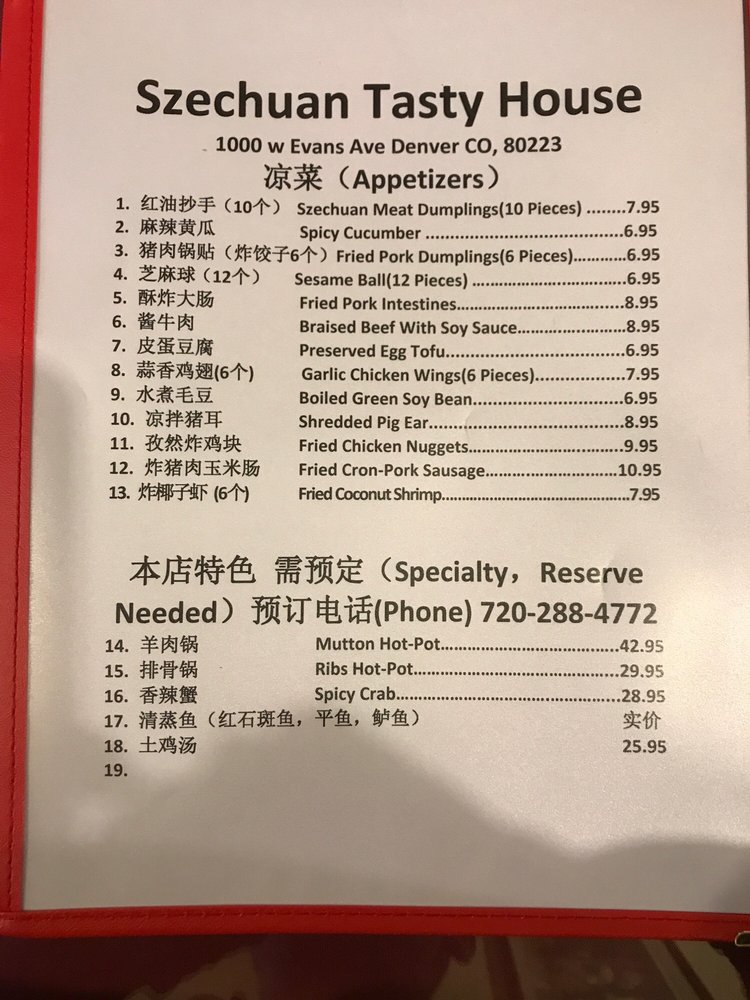 Szechuan Tasty House
1000 w Evans Ave Denver CO, 80223
凉菜（Appetizers）
1. 红油抄手（10个） Szechuan Meat Dumplings(10 Pieces) ........7.95
2. 麻辣黄瓜 Spicy Cucumber ................................6.95
3. 猪肉锅贴（炸饺子6个）Fried Pork Dumplings(6 Pieces)............6.95
4. 芝麻球（12个） Sesame Ball(12 Pieces) .........................6.95
5. 酥炸大肠 Fried Pork Intestines...........................8.95
6. 酱牛肉 Braised Beef With Soy Sauce.....................8.95
7. 皮蛋豆腐 Preserved Egg Tofu.............................6.95
8. 蒜香鸡翅(6个) Garlic Chicken Wings(6 Pieces)..................7.95
9. 水煮毛豆 Boiled Green Soy Bean........................6.95
10. 凉拌猪耳 Shredded Pig Ear................................8.95
11. 孜然炸鸡块 Fried Chicken Nuggets.........................9.95
12. 炸猪肉玉米肠 Fried Cron-Pork Sausage.....................10.95
13. 炸椰子虾 (6个) Fried Coconut Shrimp..................................7.95
本店特色 需预定（Specialty，Reserve
Needed）预订电话(Phone) 720-288-4772
14. 羊肉锅 Mutton Hot-Pot............................42.95
15. 排骨锅 Ribs Hot-Pot.................................29.95
16. 香辣蟹 Spicy Crab....................................28.95
17. 清蒸鱼（红石斑鱼，平鱼，鲈鱼） 实价
18. 土鸡汤 25.95
19.